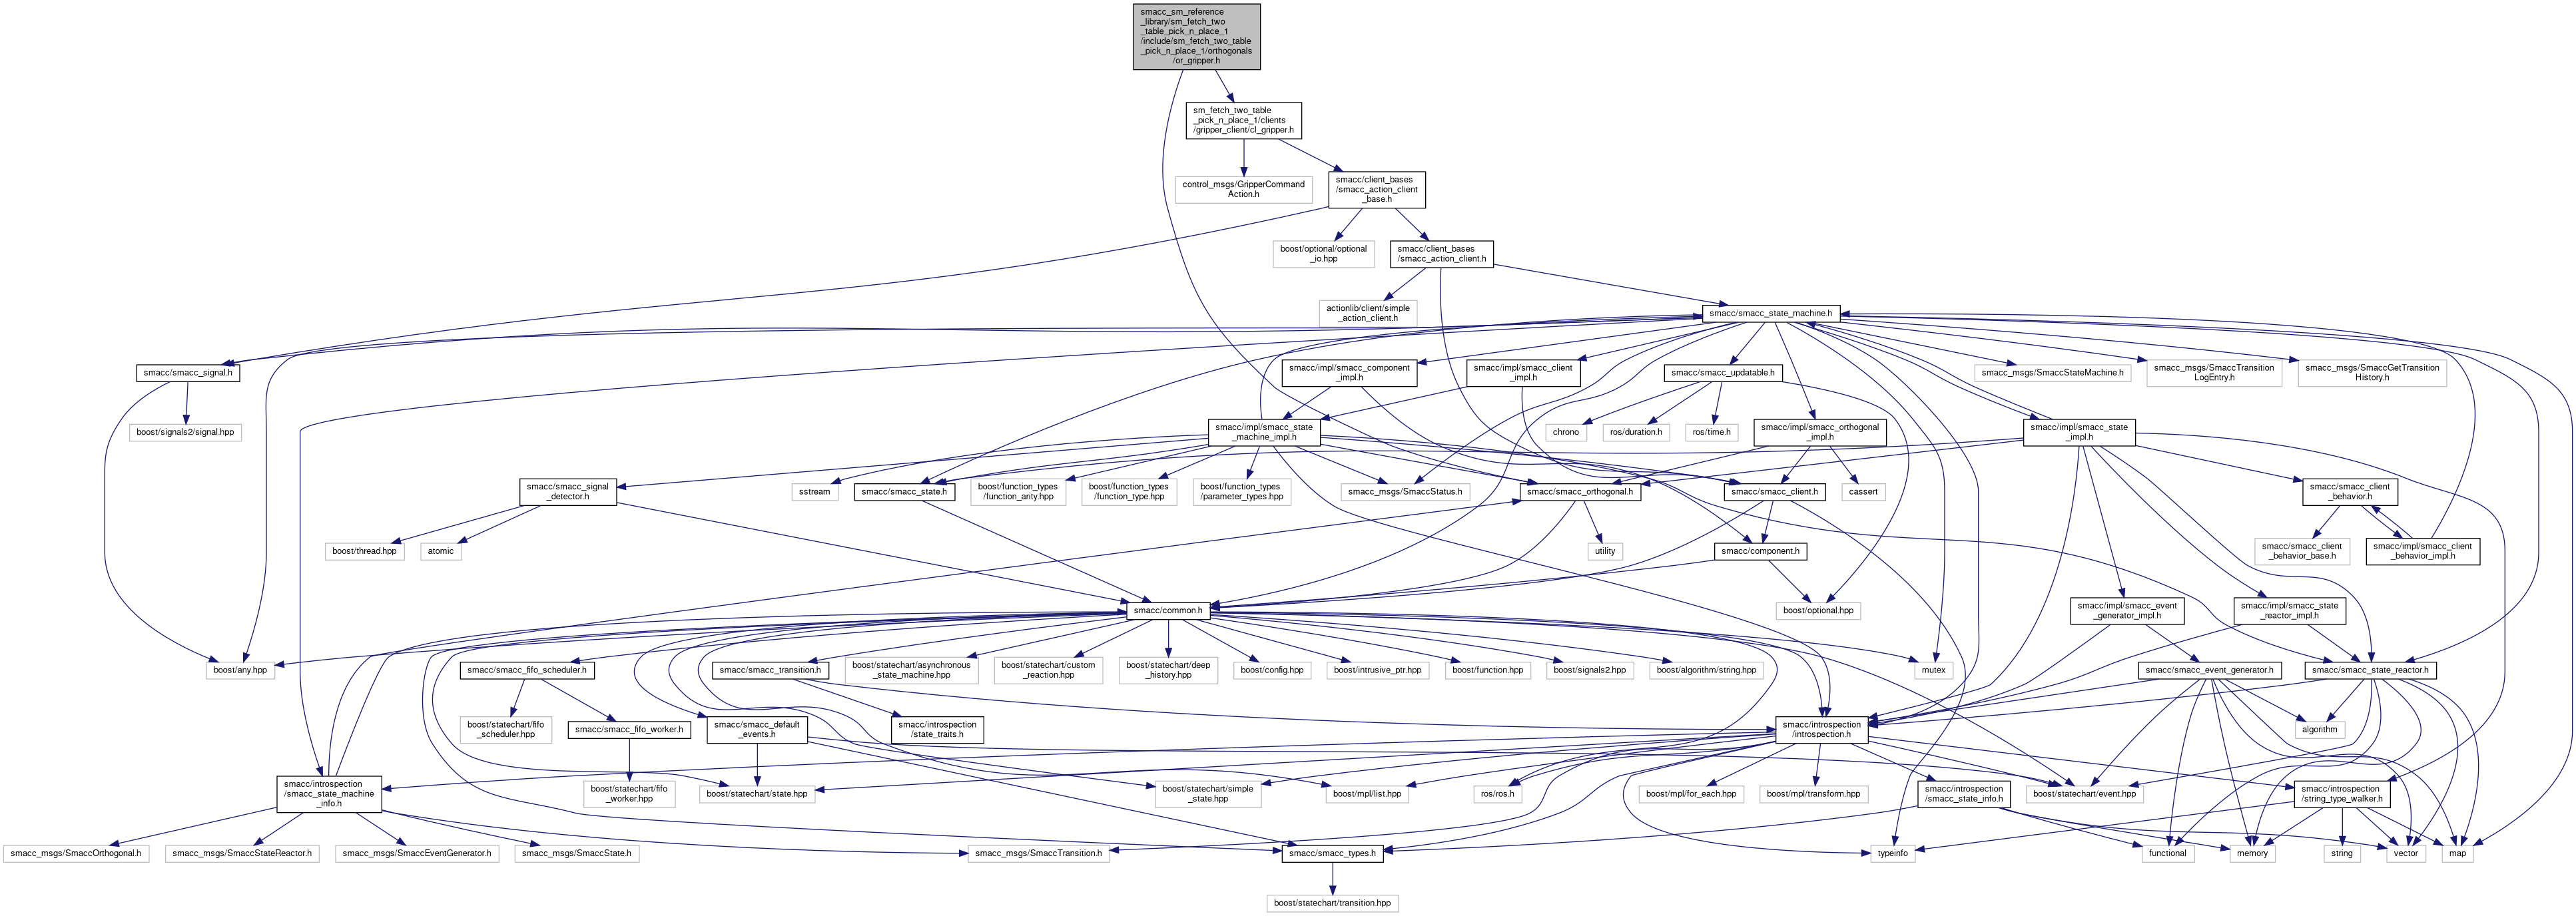 smacc_sm_reference
_library/sm_fetch_two
_table_pick_n_place_1
/include/sm_fetch_two_table
_pick_n_place_1/orthogonals
/or_gripper.h
sm_fetch_two_table
_pick_n_place_1/clients
/gripper_client/cl_gripper.h
control_msgs/GripperCommand
Action.h
smacc/client_bases
/smacc_action_client
_base.h
boost/optional/optional
_io.hpp
smacc/client_bases
/smacc_action_client.h
actionlib/client/simple
_action_client.h
smacc/smacc_state_machine.h
smacc/smacc_signal.h
smacc/impl/smacc_component
_impl.h
smacc/impl/smacc_client
_impl.h
smacc/smacc_updatable.h
smacc_msgs/SmaccStateMachine.h
smacc_msgs/SmaccTransition
LogEntry.h
smacc_msgs/SmaccGetTransition
History.h
boost/signals2/signal.hpp
smacc/impl/smacc_state
_machine_impl.h
chrono
ros/duration.h
ros/time.h
smacc/impl/smacc_orthogonal
_impl.h
smacc/impl/smacc_state
_impl.h
smacc/smacc_signal
_detector.h
sstream
smacc/smacc_state.h
boost/function_types
/function_arity.hpp
boost/function_types
/function_type.hpp
boost/function_types
/parameter_types.hpp
smacc_msgs/SmaccStatus.h
smacc/smacc_orthogonal.h
smacc/smacc_client.h
cassert
smacc/smacc_client
_behavior.h
boost/thread.hpp
atomic
utility
smacc/component.h
smacc/smacc_client
_behavior_base.h
smacc/impl/smacc_client
_behavior_impl.h
smacc/common.h
boost/optional.hpp
smacc/impl/smacc_event
_generator_impl.h
smacc/impl/smacc_state
_reactor_impl.h
boost/any.hpp
smacc/smacc_fifo_scheduler.h
smacc/smacc_transition.h
boost/statechart/asynchronous
_state_machine.hpp
boost/statechart/custom
_reaction.hpp
boost/statechart/deep
_history.hpp
boost/config.hpp
boost/intrusive_ptr.hpp
boost/function.hpp
boost/signals2.hpp
boost/algorithm/string.hpp
mutex
smacc/smacc_event_generator.h
smacc/smacc_state_reactor.h
boost/statechart/fifo
_scheduler.hpp
smacc/smacc_fifo_worker.h
smacc/smacc_default
_events.h
smacc/introspection
/state_traits.h
smacc/introspection
/introspection.h
algorithm
smacc/introspection
/smacc_state_machine
_info.h
boost/statechart/fifo
_worker.hpp
boost/statechart/state.hpp
boost/statechart/simple
_state.hpp
boost/mpl/list.hpp
ros/ros.h
boost/mpl/for_each.hpp
boost/mpl/transform.hpp
smacc/introspection
/smacc_state_info.h
boost/statechart/event.hpp
smacc/introspection
/string_type_walker.h
smacc_msgs/SmaccOrthogonal.h
smacc_msgs/SmaccStateReactor.h
smacc_msgs/SmaccEventGenerator.h
smacc_msgs/SmaccState.h
smacc_msgs/SmaccTransition.h
smacc/smacc_types.h
typeinfo
functional
memory
string
vector
map
boost/statechart/transition.hpp